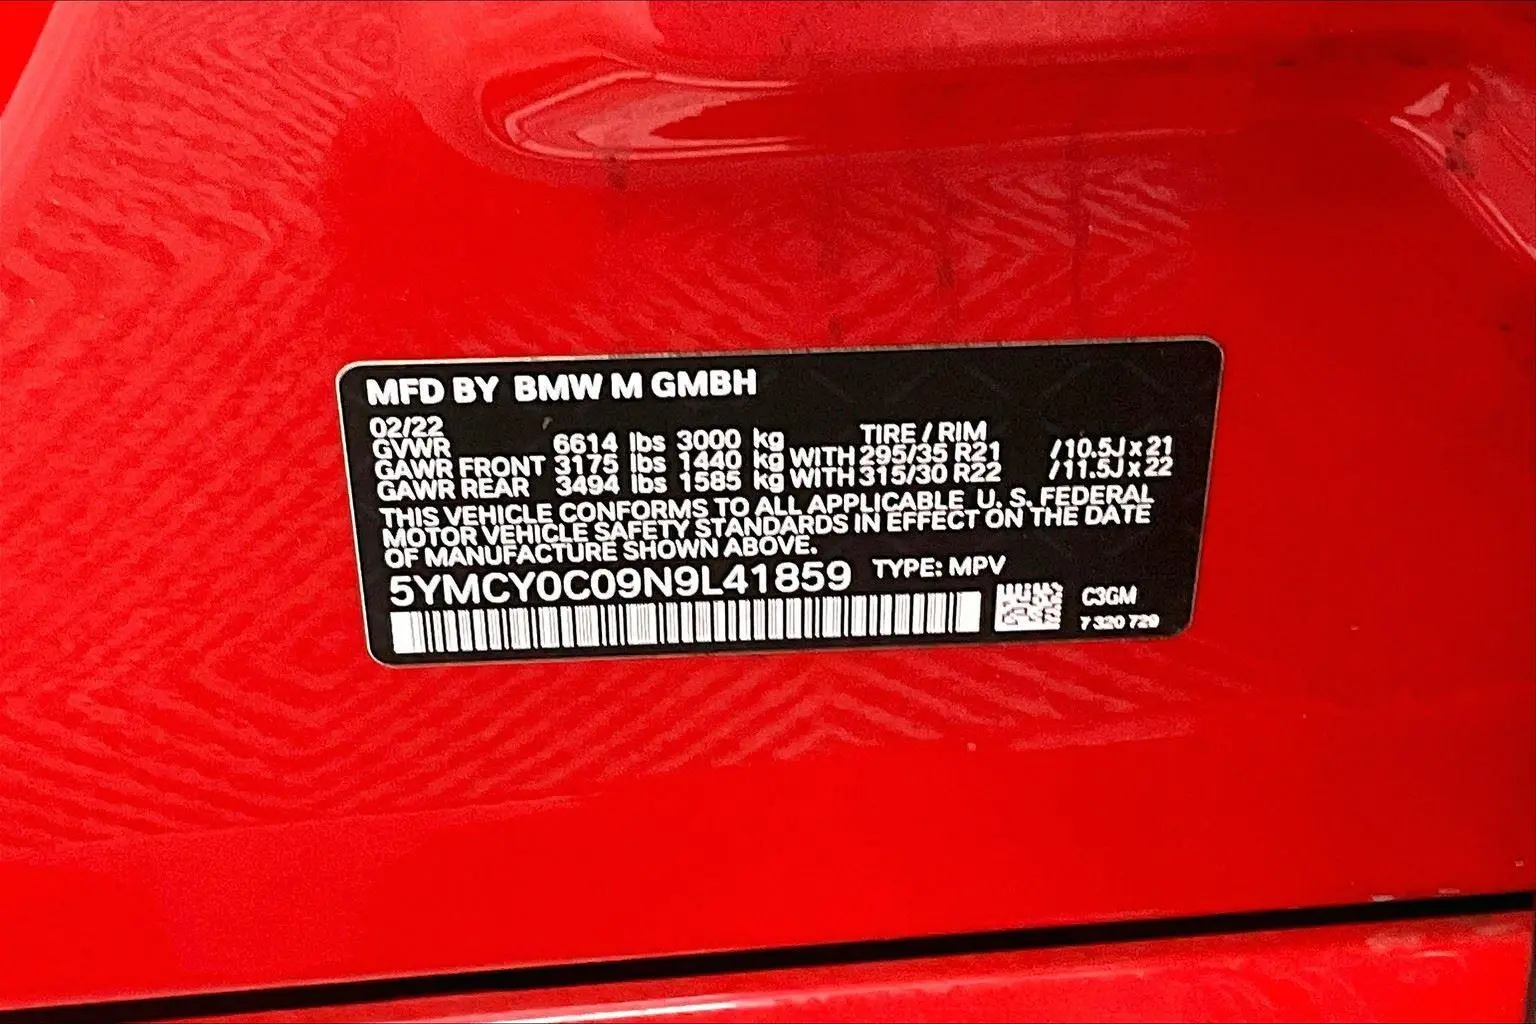 MFD BY BMW M GMBH
02/22
TIRE / RIM
GVWR 6614 lbs 3000 kg
GAWR FRONT 3175 lbs 1440 kg WITH 295/35 R21 /10.5J x 21
GAWR REAR 3494 lbs 1585 kg WITH 315/30 R22 /11.5J x 22
THIS VEHICLE CONFORMS TO ALL APPLICABLE U. S. FEDERAL
MOTOR VEHICLE SAFETY STANDARDS IN EFFECT ON THE DATE
OF MANUFACTURE SHOWN ABOVE.
5YMCY0C09N9L41859 TYPE: MPV
C3GM
7 320 729